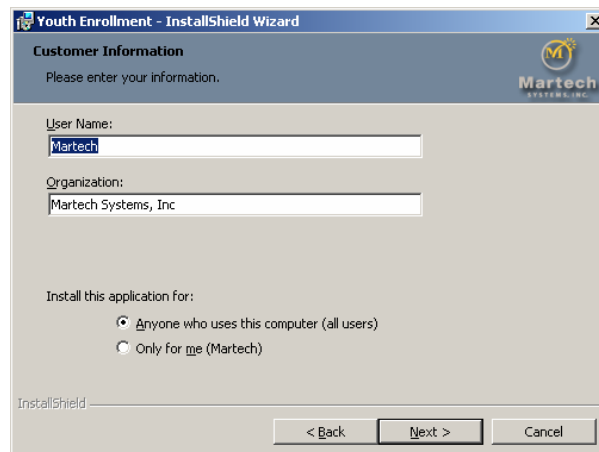 Youth Enrollment - InstallShield Wizard
Customer Information
Please enter your information.
M
Martech
SYSTEMS, INC.
User Name:
Martech
Organization:
Martech Systems, Inc
Install this application for:
Anyone who uses this computer (all users)
Only for me (Martech)
InstallShield
< Back Next > Cancel